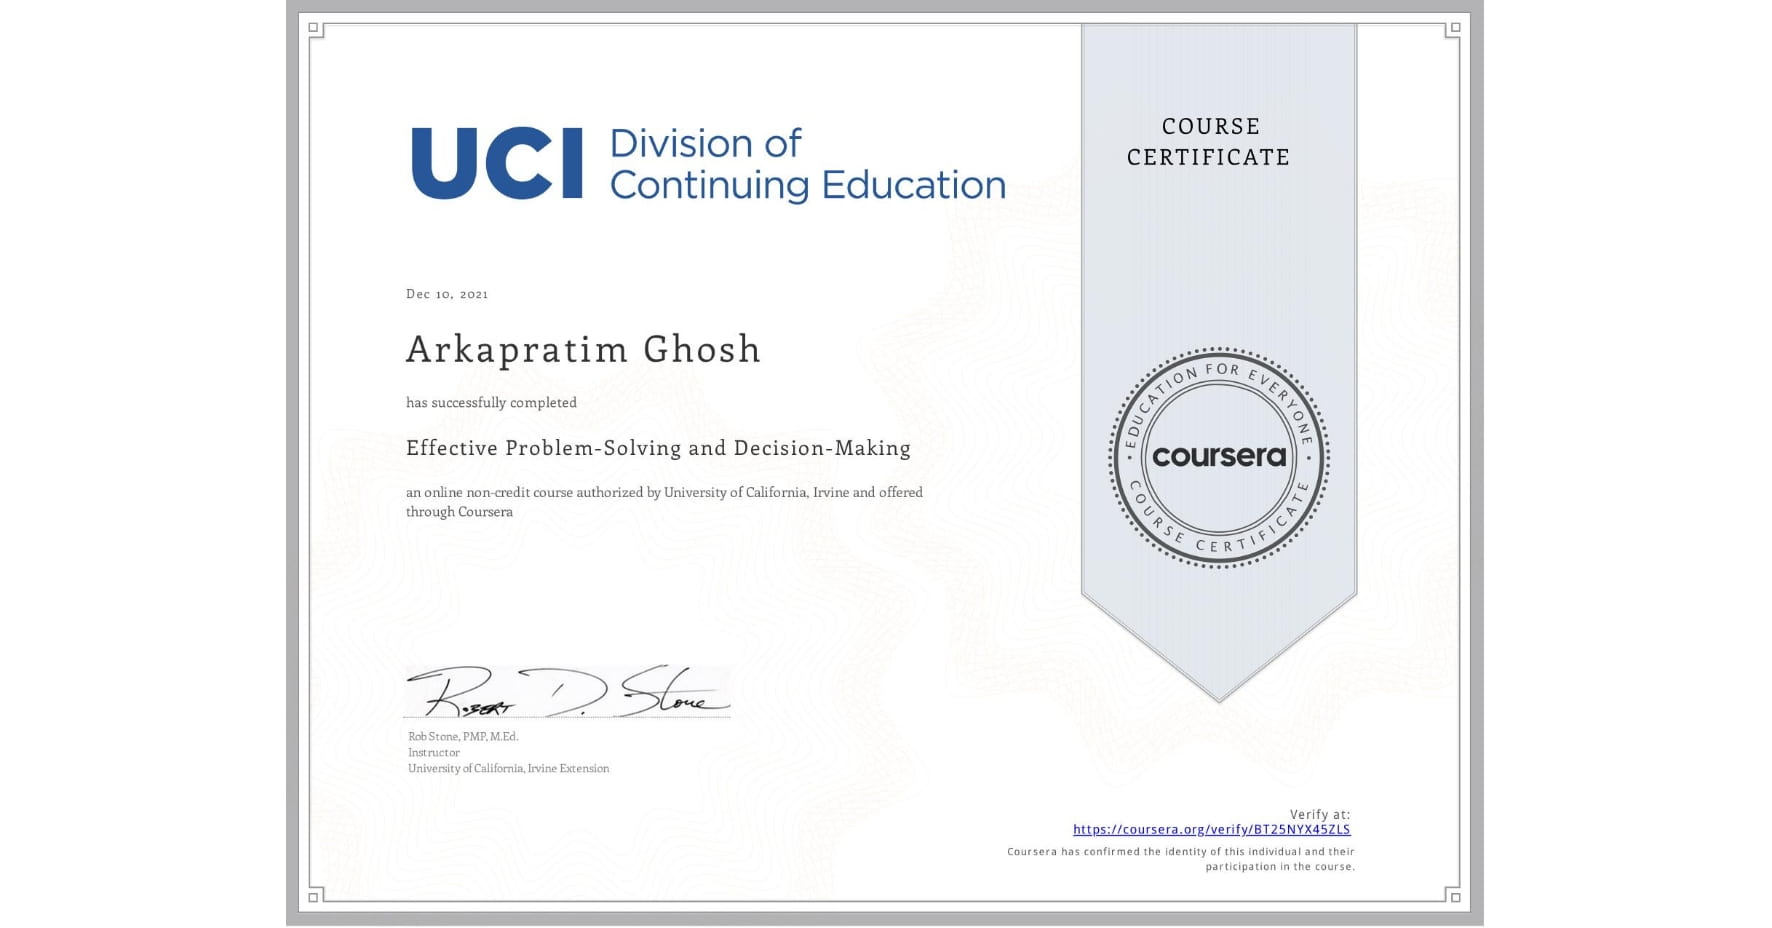 UCI Division of
Continuing Education
COURSE
CERTIFICATE
Dec 10, 2021
Arkapratim Ghosh
has successfully completed
Effective Problem-Solving and Decision-Making
an online non-credit course authorized by University of California, Irvine and offered
through Coursera
EDUCATION FOR EVERYONE
coursera
COURSE CERTIFICATE
Robert D. Stone
Rob Stone, PMP, M.Ed.
Instructor
University of California, Irvine Extension
Verify at:
https://coursera.org/verify/BT25NYX45ZLS
Coursera has confirmed the identity of this individual and their
participation in the course.